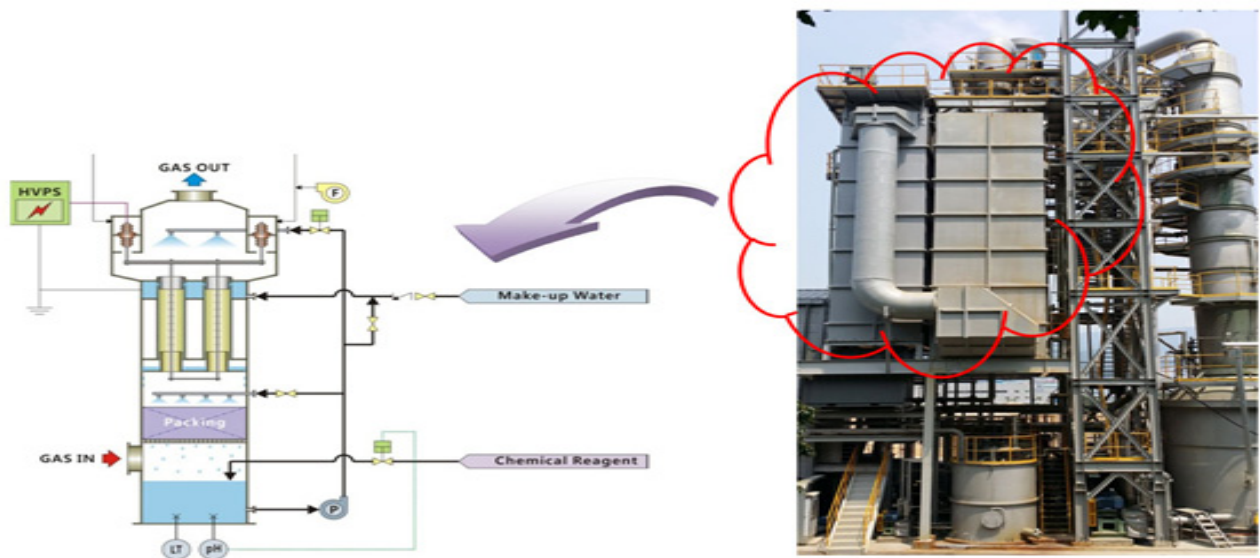 GAS OUT
HVPS
F
Make-up Water
Packing
GAS IN
Chemical Reagent
P
LT
pH